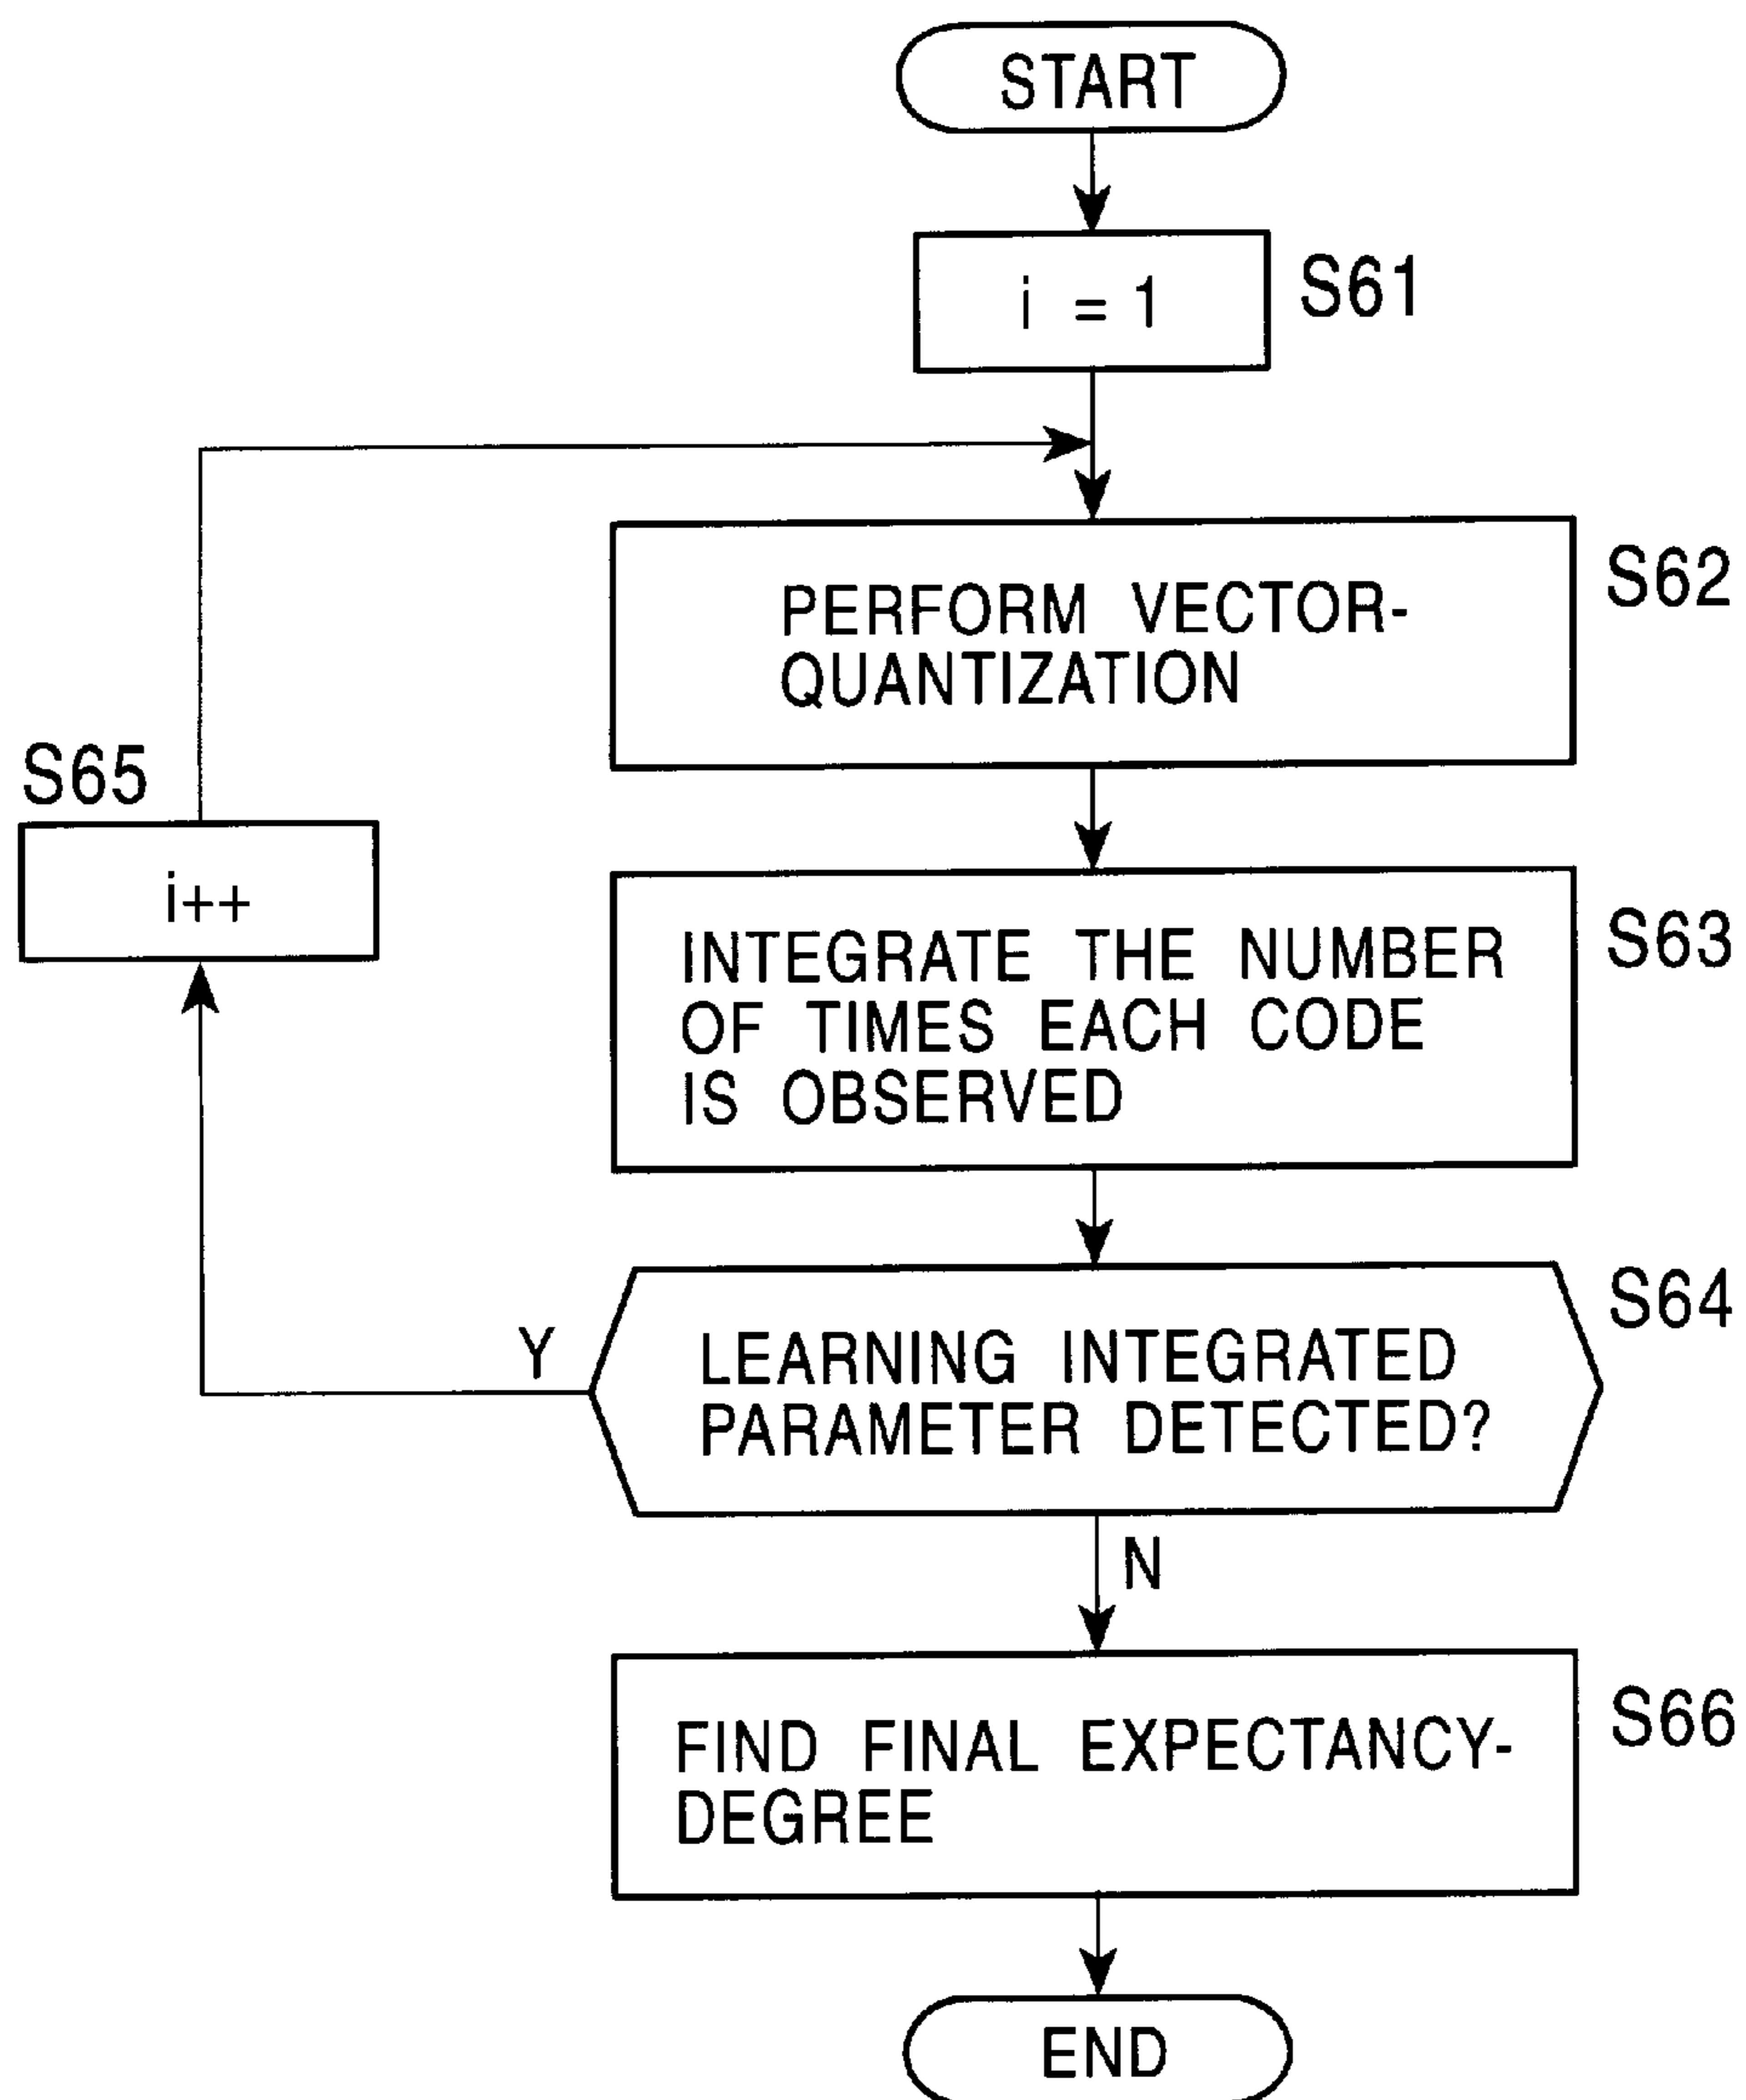 START
i = 1
S61
PERFORM VECTOR-
QUANTIZATION
S62
S65
i++
INTEGRATE THE NUMBER
OF TIMES EACH CODE
IS OBSERVED
S63
LEARNING INTEGRATED
PARAMETER DETECTED?
S64
Y
N
FIND FINAL EXPECTANCY-
DEGREE
S66
END